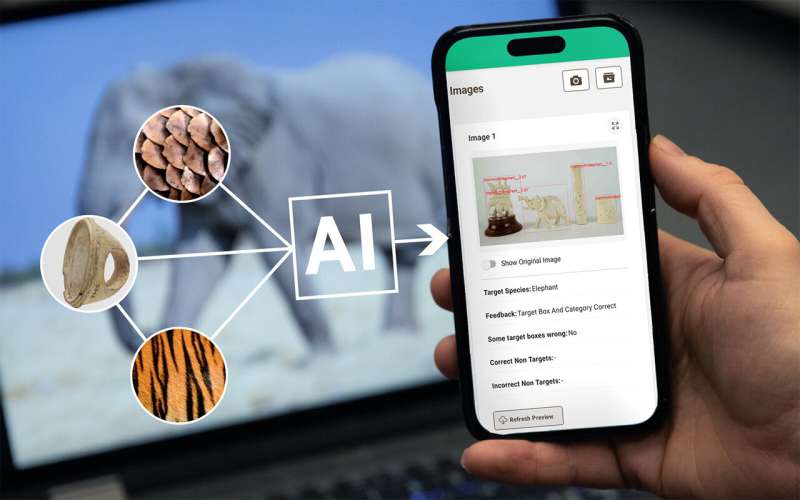 AI
Images
Image 1
Show Original Image
Target Species:Elephant
Feedback:Target Box And Category Correct
Some target boxes wrong:No
Correct Non Targets:-
Incorrect Non Targets:-
Refresh Preview